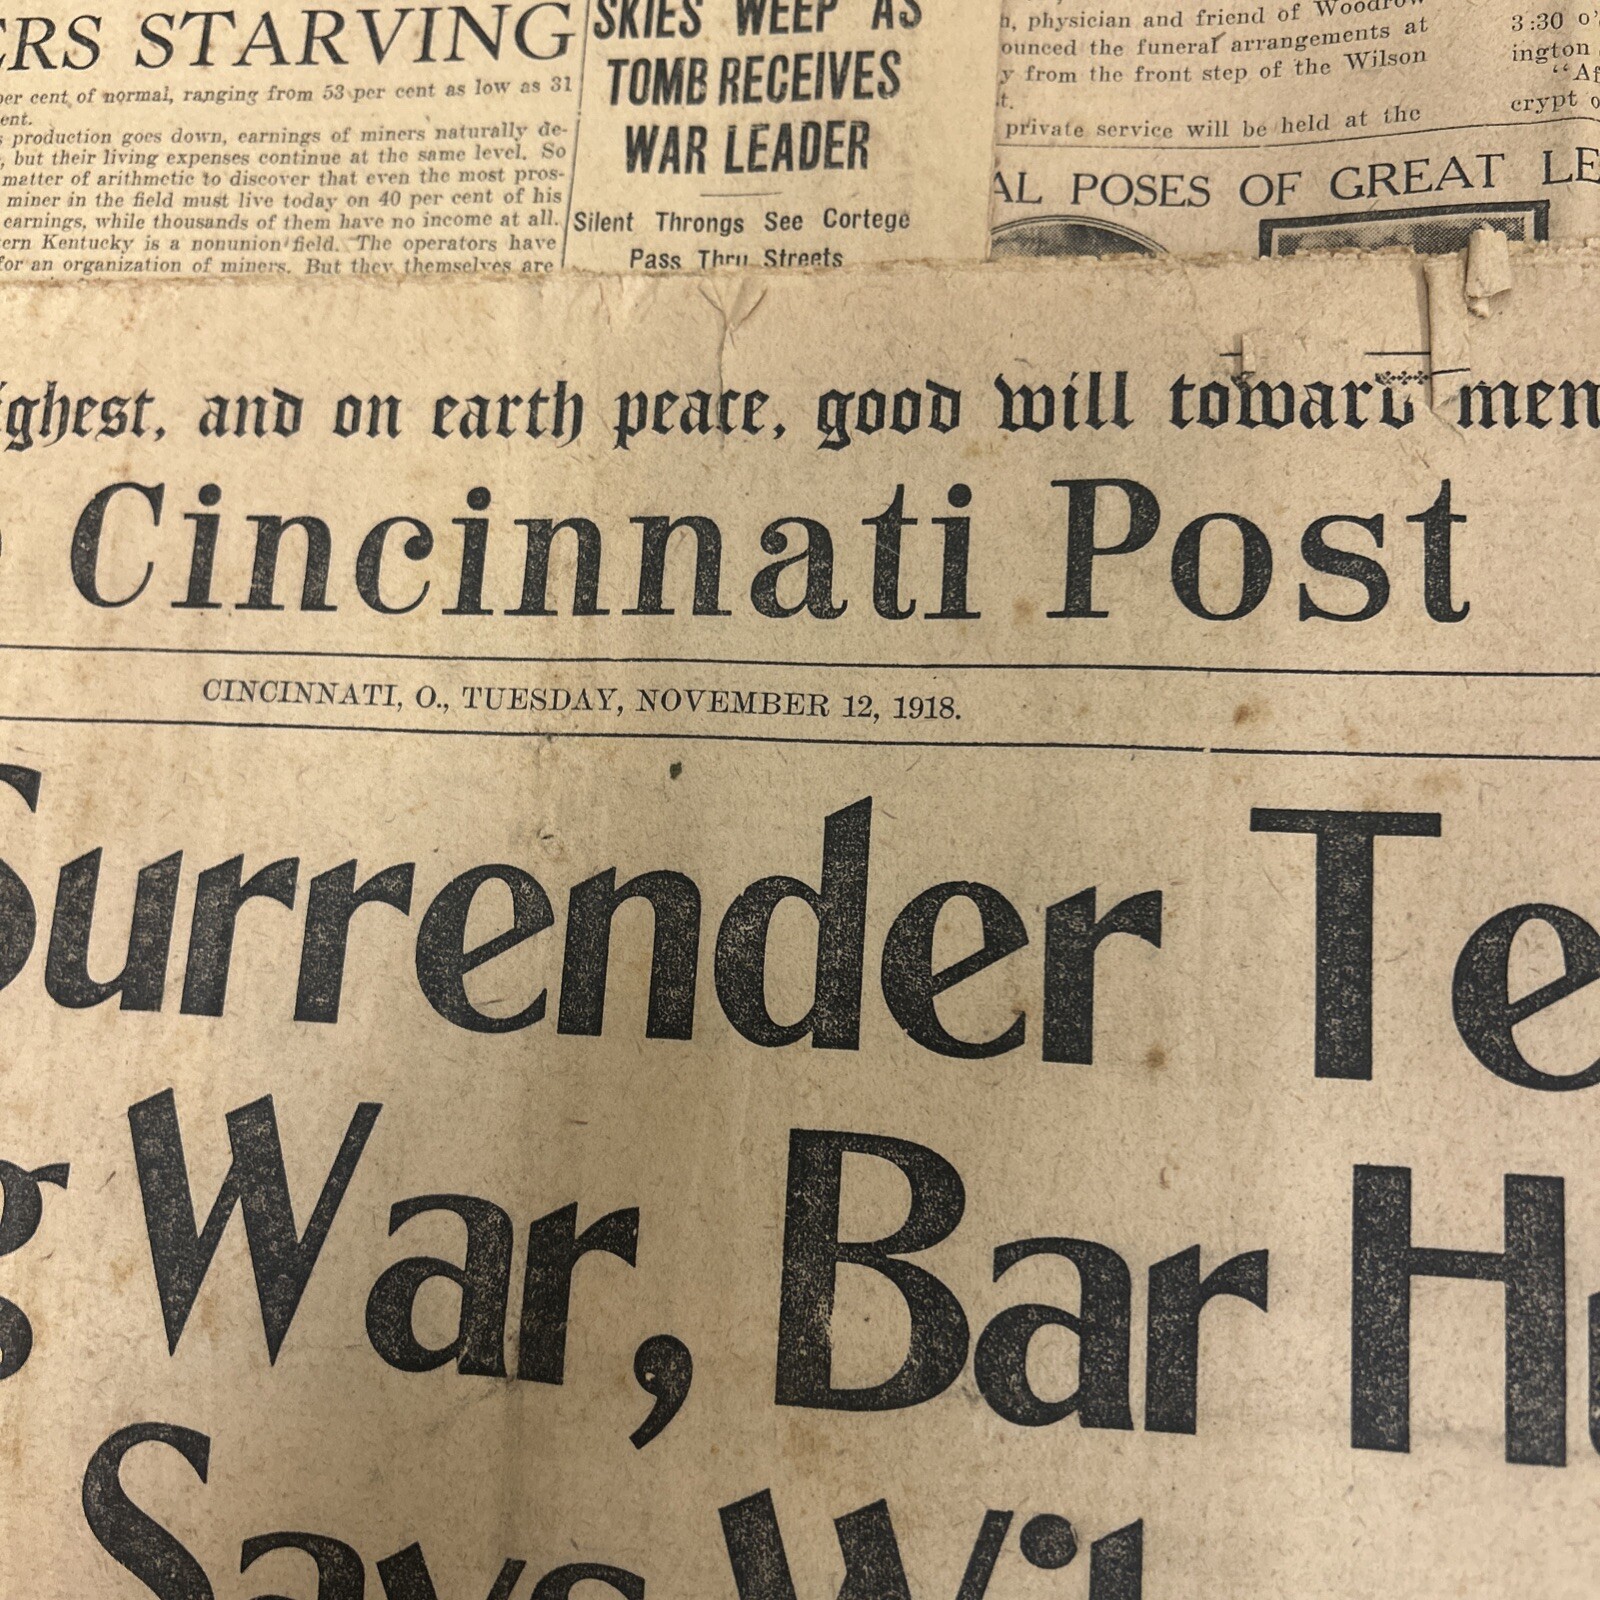 ERS STARVING
per cent of normal, ranging from 53 per cent as low as 31
ent.
s production goes down, earnings of miners naturally de-
, but their living expenses continue at the same level. So
matter of arithmetic to discover that even the most pros-
miner in the field must live today on 40 per cent of his
earnings, while thousands of them have no income at all.
ern Kentucky is a nonunion field. The operators have
for an organization of miners. But they themselves are
SKIES WEEP AS
TOMB RECEIVES
WAR LEADER
Silent Throngs See Cortege
Pass Thru Streets
h, physician and friend of Woodrow
ounced the funeral arrangements at
y from the front step of the Wilson
t.
private service will be held at the
3:30 o'
ington
"Af
crypt o
AL POSES OF GREAT LE
ighest, and on earth peace, good will toward men
Cincinnati Post
CINCINNATI, O., TUESDAY, NOVEMBER 12, 1918.
Surrender Te
g War, Bar H
Says Wil